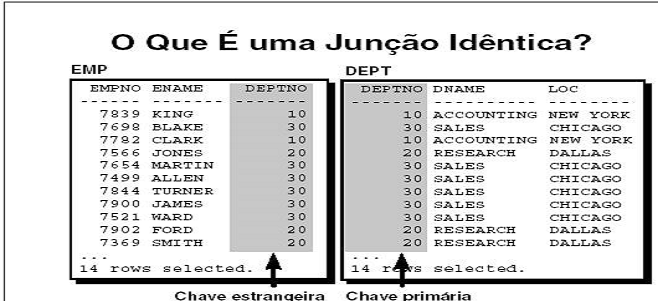 O Que É uma Junção Idêntica?
EMP
EMPNO ENAME DEPTNO
------ -------- -------
7839 KING 10
7698 BLAKE 30
7782 CLARK 10
7566 JONES 20
7654 MARTIN 30
7499 ALLEN 30
7844 TURNER 30
7900 JAMES 30
7521 WARD 30
7902 FORD 20
7369 SMITH 20
...
14 rows selected.
Chave estrangeira
DEPT
DEPTNO DNAME LOC
------- ---------- --------
10 ACCOUNTING NEW YORK
30 SALES CHICAGO
10 ACCOUNTING NEW YORK
20 RESEARCH DALLAS
30 SALES CHICAGO
30 SALES CHICAGO
30 SALES CHICAGO
30 SALES CHICAGO
30 SALES CHICAGO
20 RESEARCH DALLAS
20 RESEARCH DALLAS
...
14 rows selected.
Chave primária